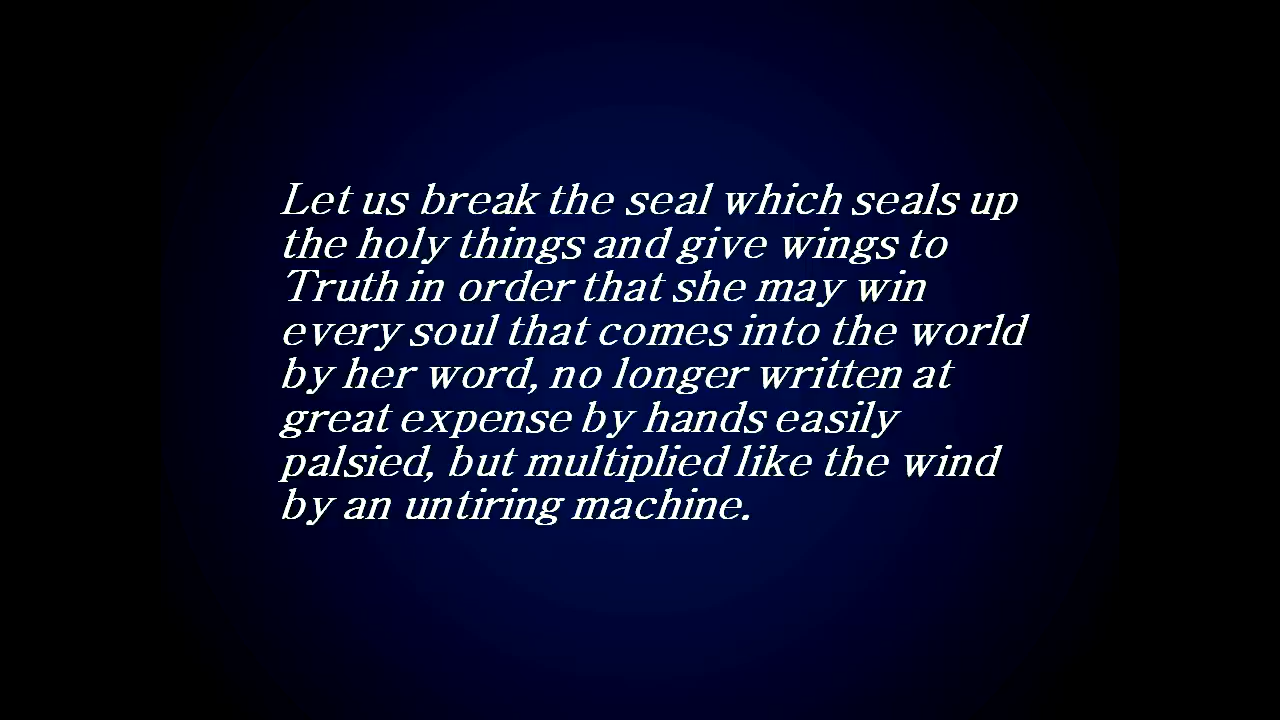 Let us break the seal which seals up
the holy things and give wings to
Truth in order that she may win
every soul that comes into the world
by her word, no longer written at
great expense by hands easily
palsied, but multiplied like the wind
by an untiring machine.